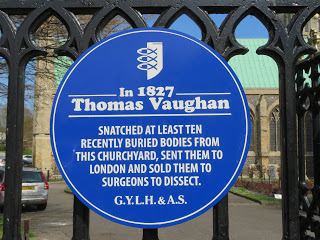 In 1827
Thomas Vaughan
SNATCHED AT LEAST TEN
RECENTLY BURIED BODIES FROM
THIS CHURCHYARD, SENT THEM TO
LONDON AND SOLD THEM TO
SURGEONS TO DISSECT.
G.Y.L.H. & A.S.